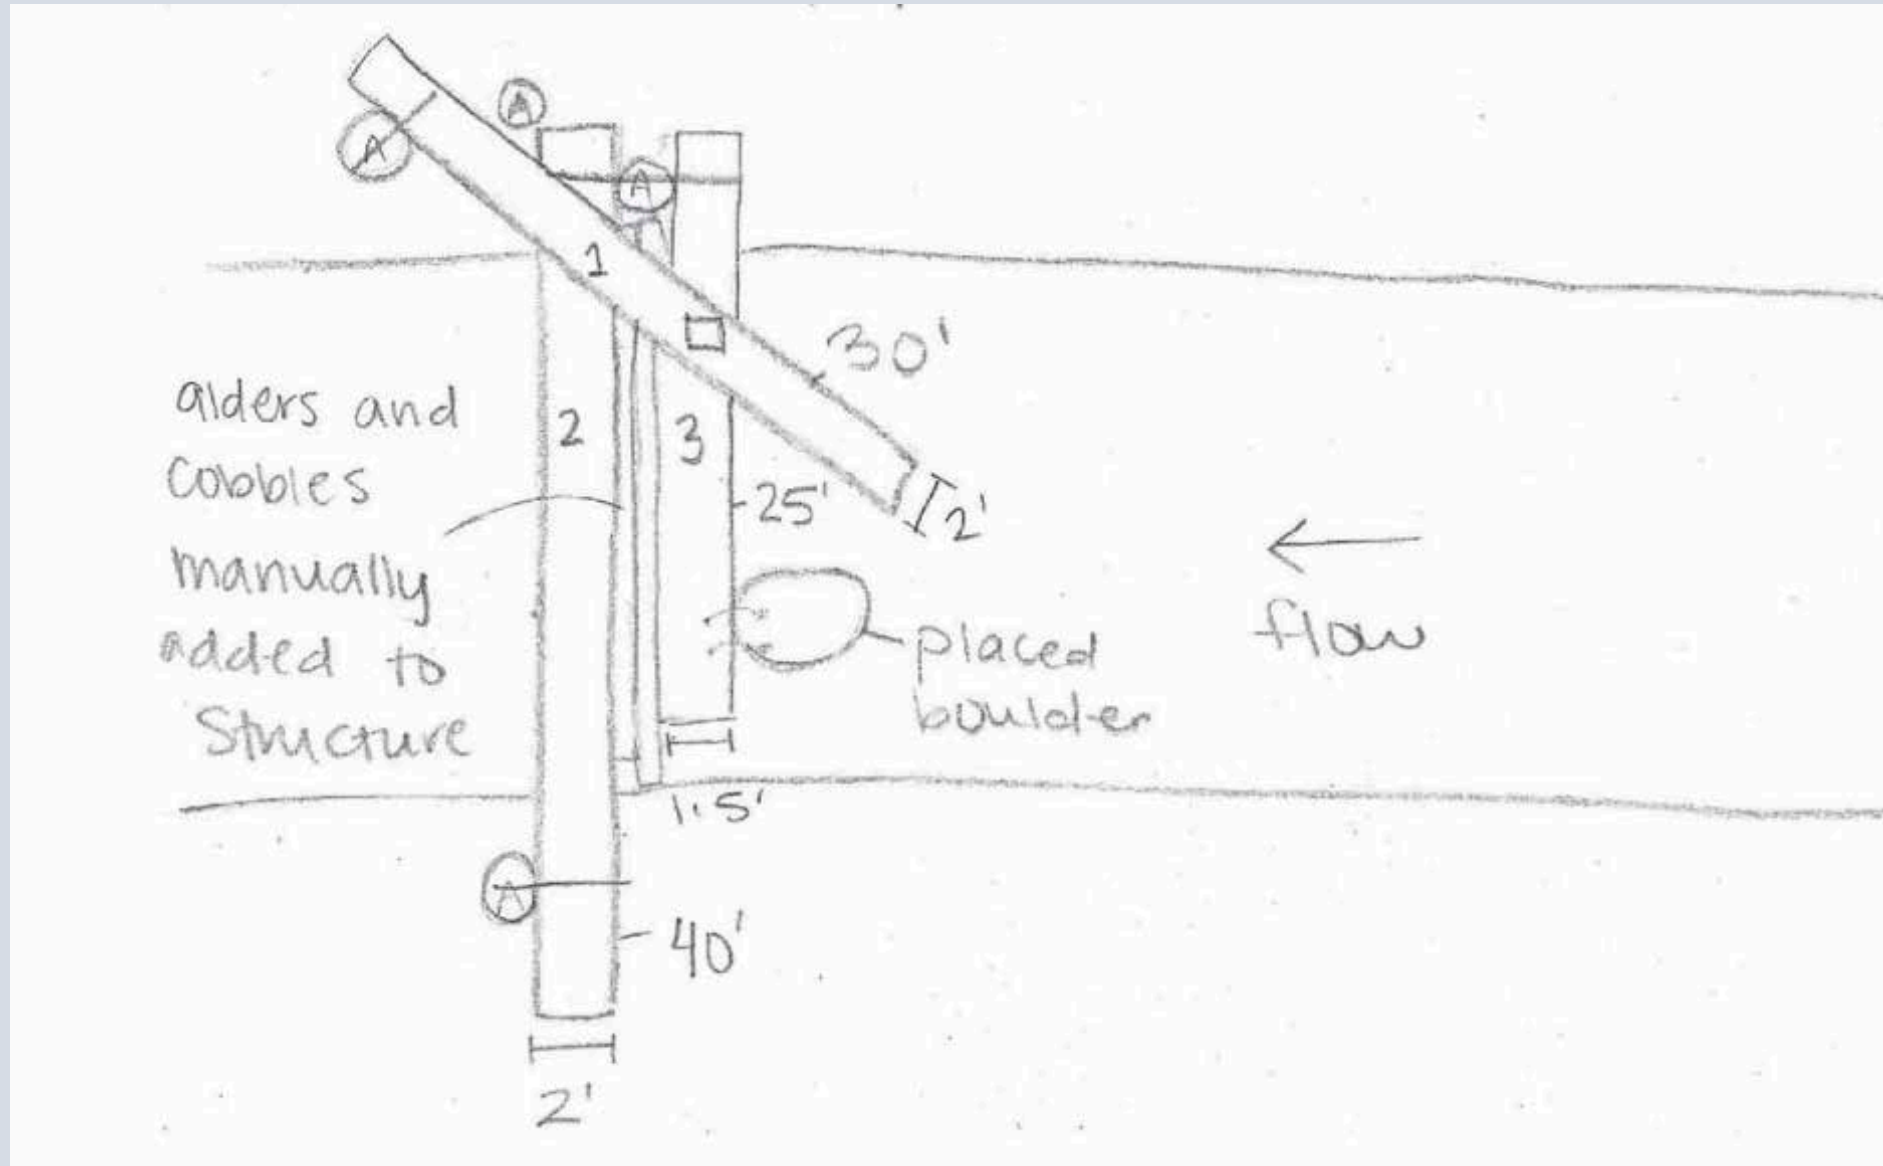 A
A
A
1
30'
alders and
cobbles
manually
added to
structure
2
3
25'
2'
flow
placed
boulder
1.5'
A
40'
2'